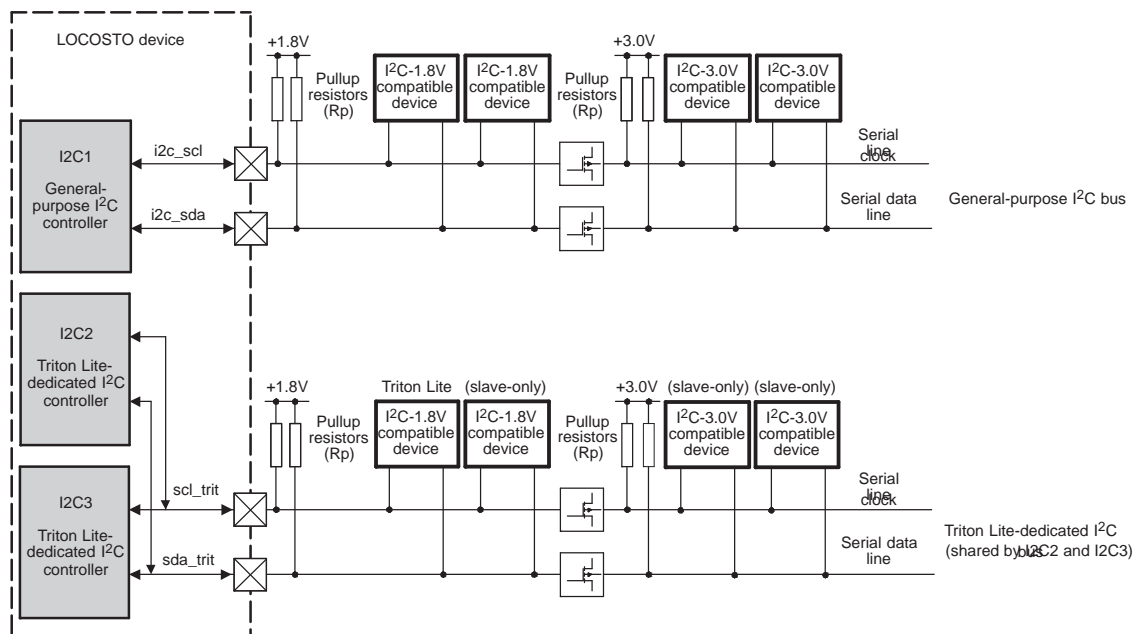 LOCOSTO device
+1.8V
Pullup
resistors
(Rp)
I²C-1.8V
compatible
device
I²C-1.8V
compatible
device
Pullup
resistors
(Rp)
+3.0V
I²C-3.0V
compatible
device
I²C-3.0V
compatible
device
I2C1
General-
purpose I²C
controller
i2c_scl
i2c_sda
Serial
clock
line
Serial data
line
General-purpose I²C bus
I2C2
Triton Lite-
dedicated I²C
controller
+1.8V
Pullup
resistors
(Rp)
Triton Lite
I²C-1.8V
compatible
device
(slave-only)
I²C-1.8V
compatible
device
Pullup
resistors
(Rp)
+3.0V
(slave-only)
I²C-3.0V
compatible
device
(slave-only)
I²C-3.0V
compatible
device
I2C3
Triton Lite-
dedicated I²C
controller
scl_trit
sda_trit
Serial
clock
line
Serial data
line
Triton Lite-dedicated I²C
bus
(shared by I2C2 and I2C3)